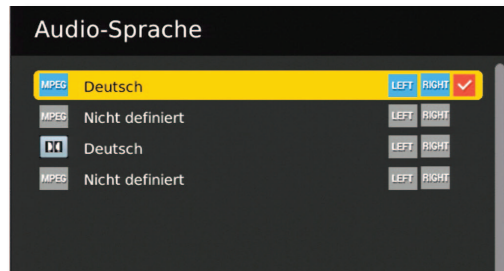 Audio-Sprache
MPEG Deutsch LEFT RIGHT
MPEG Nicht definiert LEFT RIGHT
Deutsch LEFT RIGHT
MPEG Nicht definiert LEFT RIGHT